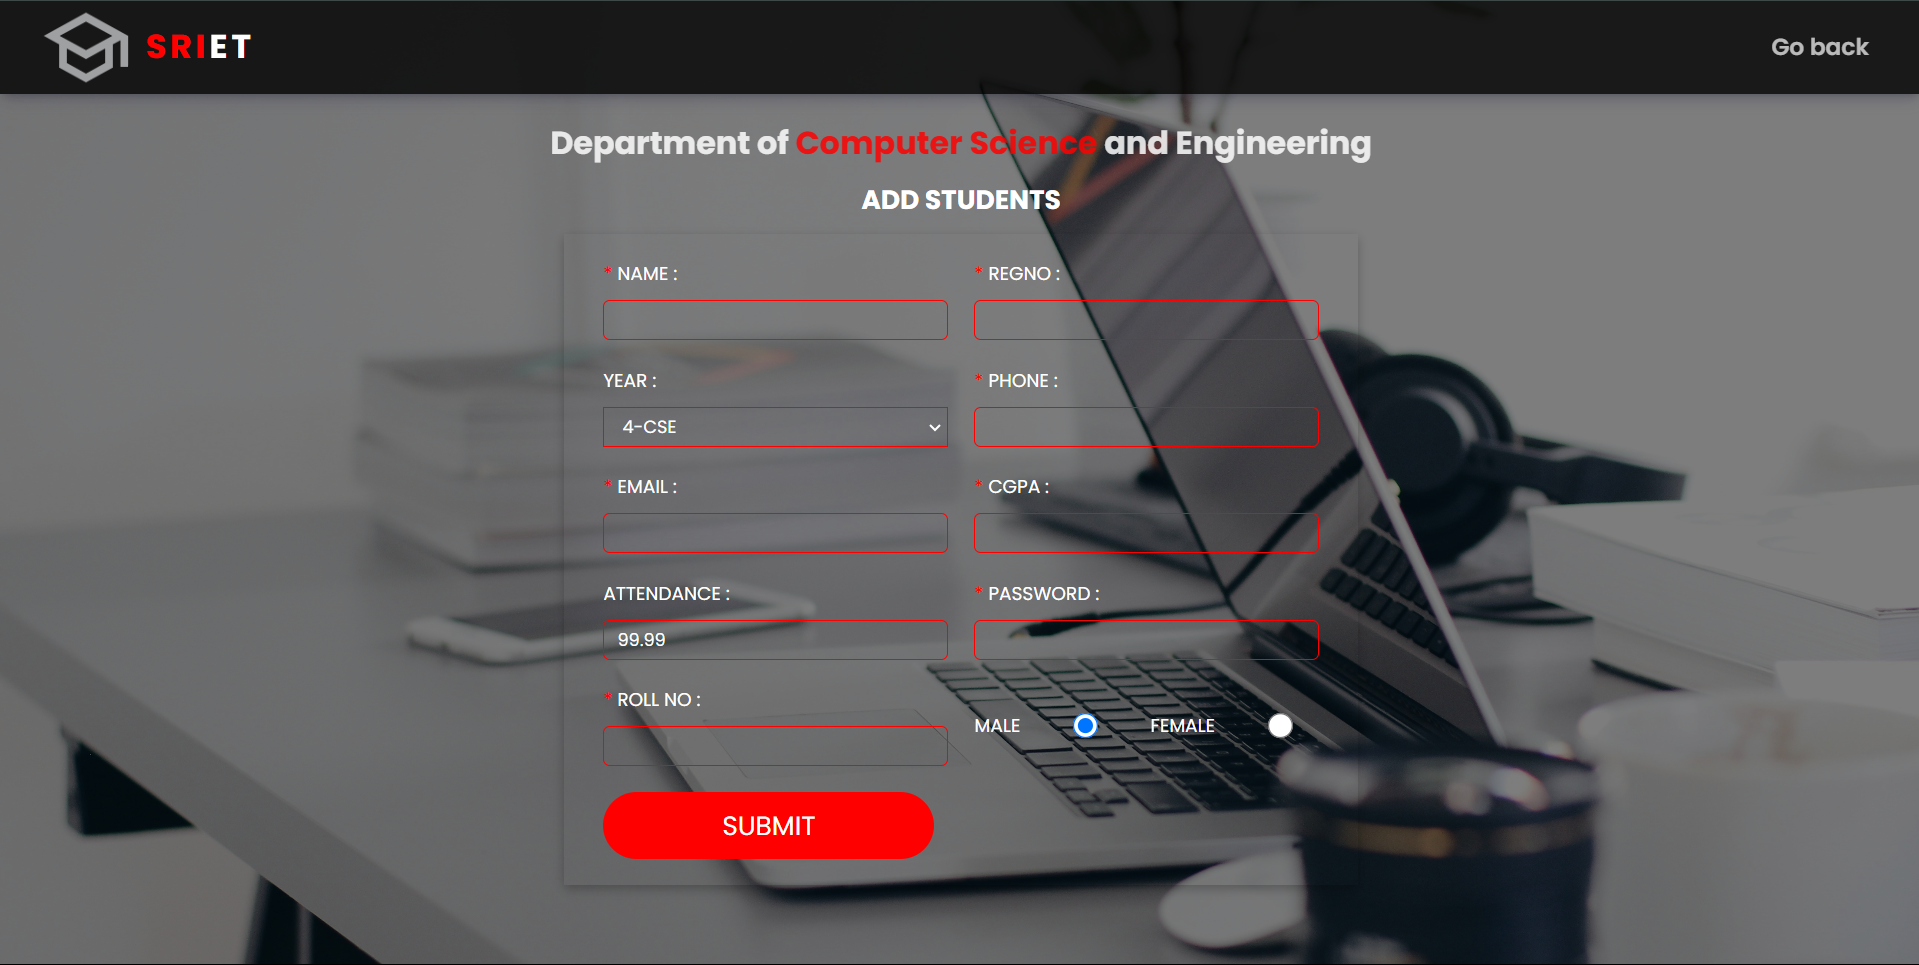 SRIET
Go back
Department of Computer Science and Engineering
ADD STUDENTS
* NAME :
* REGNO :
YEAR :
* PHONE :
4-CSE
* EMAIL :
* CGPA :
ATTENDANCE :
* PASSWORD :
99.99
* ROLL NO :
MALE
FEMALE
SUBMIT